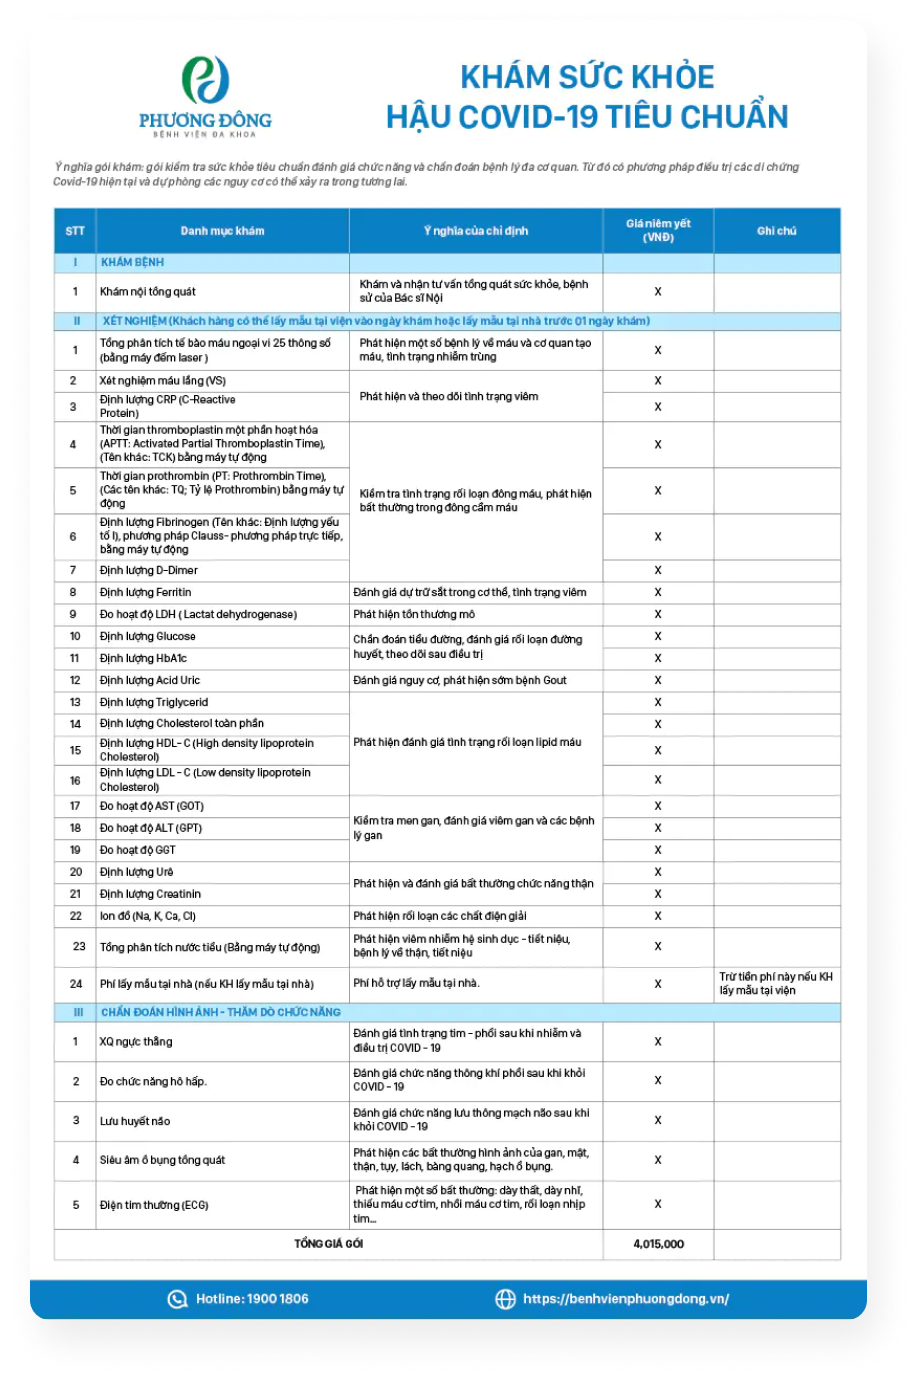 PHƯƠNG ĐÔNG
BỆNH VIỆN ĐA KHOA
KHÁM SỨC KHỎE
HẬU COVID-19 TIÊU CHUẨN
Ý nghĩa gói khám: gói kiểm tra sức khỏe tiêu chuẩn đánh giá chức năng và chẩn đoán bệnh lý đa cơ quan. Từ đó có phương pháp điều trị các di chứng
Covid-19 hiện tại và dự phòng các nguy cơ có thể xảy ra trong tương lai.
STT Danh mục khám Ý nghĩa của chỉ định Giá niêm yết (VNĐ) Ghi chú
I KHÁM BỆNH
1 Khám nội tổng quát Khám và nhận tư vấn tổng quát sức khỏe, bệnh sử của Bác sĩ Nội X
II XÉT NGHIỆM (Khách hàng có thể lấy mẫu tại viện vào ngày khám hoặc lấy mẫu tại nhà trước 01 ngày khám)
1 Tổng phân tích tế bào máu ngoại vi 25 thông số (bằng máy đếm laser ) Phát hiện một số bệnh lý về máu và cơ quan tạo máu, tình trạng nhiễm trùng X
2 Xét nghiệm máu lắng (VS) Phát hiện và theo dõi tình trạng viêm X
3 Định lượng CRP (C-Reactive Protein) X
4 Thời gian thromboplastin một phần hoạt hóa (APTT: Activated Partial Thromboplastin Time), (Tên khác: TCK) bằng máy tự động Kiểm tra tình trạng rối loạn đông máu, phát hiện bất thường trong đông cầm máu X
5 Thời gian prothrombin (PT: Prothrombin Time), (Các tên khác: TQ; Tỷ lệ Prothrombin) bằng máy tự động X
6 Định lượng Fibrinogen (Tên khác: Định lượng yếu tố I), phương pháp Clauss- phương pháp trực tiếp, bằng máy tự động X
7 Định lượng D-Dimer X
8 Định lượng Ferritin Đánh giá dự trữ sắt trong cơ thể, tình trạng viêm X
9 Đo hoạt độ LDH ( Lactat dehydrogenase) Phát hiện tổn thương mô X
10 Định lượng Glucose Chẩn đoán tiểu đường, đánh giá rối loạn đường huyết, theo dõi sau điều trị X
11 Định lượng HbA1c X
12 Định lượng Acid Uric Đánh giá nguy cơ, phát hiện sớm bệnh Gout X
13 Định lượng Triglycerid Phát hiện đánh giá tình trạng rối loạn lipid máu X
14 Định lượng Cholesterol toàn phần X
15 Định lượng HDL- C (High density lipoprotein Cholesterol) X
16 Định lượng LDL - C (Low density lipoprotein Cholesterol) X
17 Đo hoạt độ AST (GOT) Kiểm tra men gan, đánh giá viêm gan và các bệnh lý gan X
18 Đo hoạt độ ALT (GPT) X
19 Đo hoạt độ GGT X
20 Định lượng Urê Phát hiện và đánh giá bất thường chức năng thận X
21 Định lượng Creatinin X
22 Ion đồ (Na, K, Ca, Cl) Phát hiện rối loạn các chất điện giải X
23 Tổng phân tích nước tiểu (Bằng máy tự động) Phát hiện viêm nhiễm hệ sinh dục - tiết niệu, bệnh lý về thận, tiết niệu X
24 Phí lấy mẫu tại nhà (nếu KH lấy mẫu tại nhà) Phí hỗ trợ lấy mẫu tại nhà. X Trừ tiền phí này nếu KH lấy mẫu tại viện
III CHẨN ĐOÁN HÌNH ẢNH - THĂM DÒ CHỨC NĂNG
1 XQ ngực thẳng Đánh giá tình trạng tim - phổi sau khi nhiễm và điều trị COVID - 19 X
2 Đo chức năng hô hấp. Đánh giá chức năng thông khí phổi sau khi khỏi COVID - 19 X
3 Lưu huyết não Đánh giá chức năng lưu thông mạch não sau khi khỏi COVID - 19 X
4 Siêu âm ổ bụng tổng quát Phát hiện các bất thường hình ảnh của gan, mật, thận, tụy, lách, bàng quang, hạch ổ bụng. X
5 Điện tim thường (ECG) Phát hiện một số bất thường: dày thất, dày nhĩ, thiếu máu cơ tim, nhồi máu cơ tim, rối loạn nhịp tim... X
TỔNG GIÁ GÓI 4,015,000
Hotline: 1900 1806
https://benhvienphuongdong.vn/